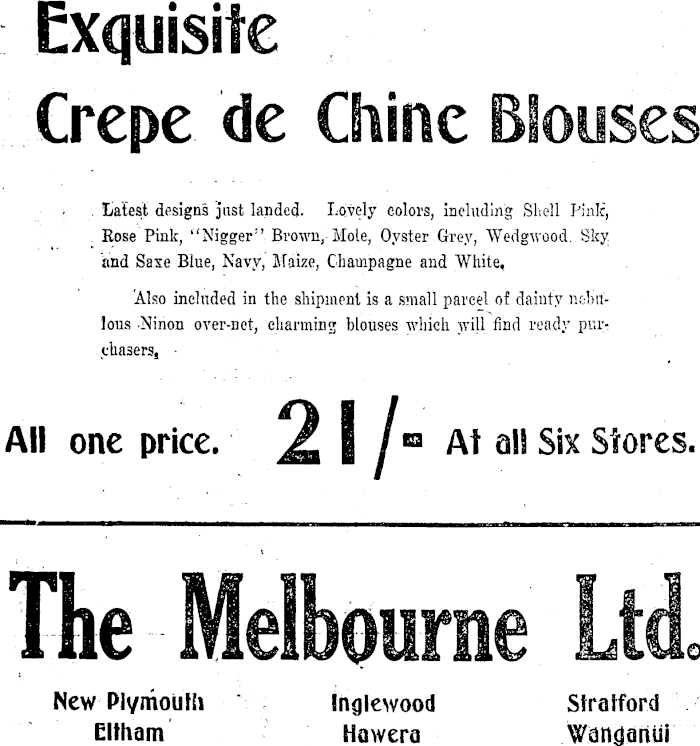 Exquisite
Crepe de Chine Blouses
Latest designs just landed. Lovely colors, including Shell Pink,
Rose Pink, "Nigger" Brown, Mole, Oyster Grey, Wedgwood. Sky
and Saxe Blue, Navy, Maize, Champagne and White.
Also included in the shipment is a small parcel of dainty nebu-
lous Ninon over-net, charming blouses which will find ready pur-
chasers.
All one price. 21/- At all Six Stores.
The Melbourne Ltd.
New Plymouth Inglewood Stratford
Eltham Hawera Wanganui